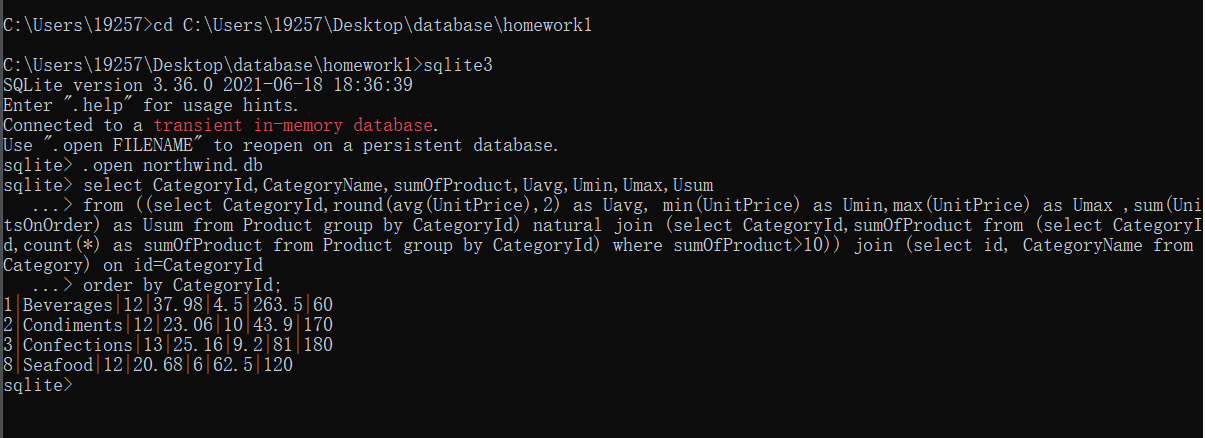 C:\Users\19257>cd C:\Users\19257\Desktop\database\homework1
C:\Users\19257\Desktop\database\homework1>sqlite3
SQLite version 3.36.0 2021-06-18 18:36:39
Enter ".help" for usage hints.
Connected to a transient in-memory database.
Use ".open FILENAME" to reopen on a persistent database.
sqlite> .open northwind.db
sqlite> select CategoryId,CategoryName,sumOfProduct,Uavg,Umin,Umax,Usum
   ...> from ((select CategoryId,round(avg(UnitPrice),2) as Uavg, min(UnitPrice) as Umin,max(UnitPrice) as Umax ,sum(Uni
tsOnOrder) as Usum from Product group by CategoryId) natural join (select CategoryId,sumOfProduct from (select CategoryI
d,count(*) as sumOfProduct from Product group by CategoryId) where sumOfProduct>10)) join (select id, CategoryName from
Category) on id=CategoryId
   ...> order by CategoryId;
1|Beverages|12|37.98|4.5|263.5|60
2|Condiments|12|23.06|10|43.9|170
3|Confections|13|25.16|9.2|81|180
8|Seafood|12|20.68|6|62.5|120
sqlite>